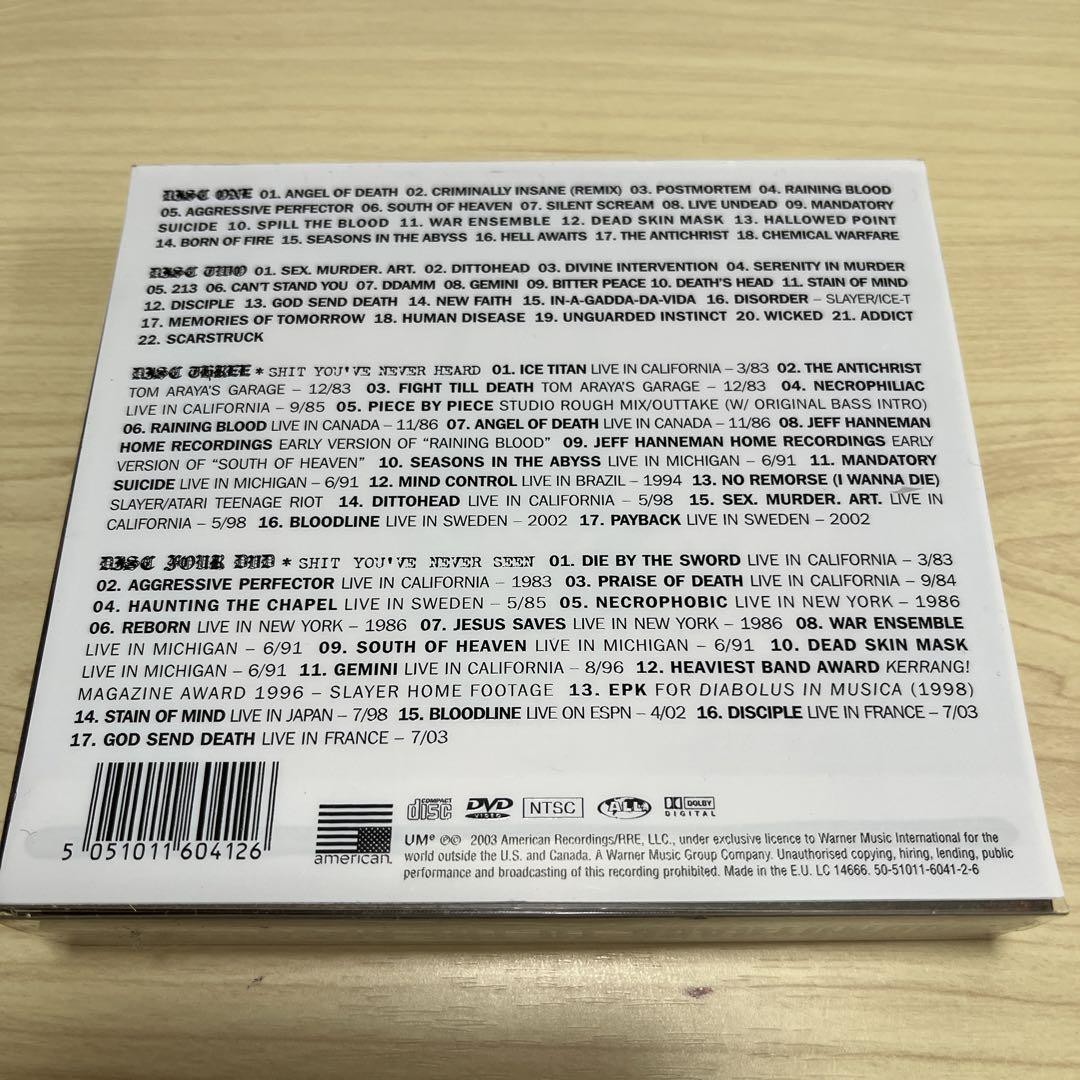 DISC ONE 01. ANGEL OF DEATH 02. CRIMINALLY INSANE (REMIX) 03. POSTMORTEM 04. RAINING BLOOD
05. AGGRESSIVE PERFECTOR 06. SOUTH OF HEAVEN 07. SILENT SCREAM 08. LIVE UNDEAD 09. MANDATORY
SUICIDE 10. SPILL THE BLOOD 11. WAR ENSEMBLE 12. DEAD SKIN MASK 13. HALLOWED POINT
14. BORN OF FIRE 15. SEASONS IN THE ABYSS 16. HELL AWAITS 17. THE ANTICHRIST 18. CHEMICAL WARFARE
DISC TWO 01. SEX. MURDER. ART. 02. DITTOHEAD 03. DIVINE INTERVENTION 04. SERENITY IN MURDER
05. 213 06. CAN'T STAND YOU 07. DDAMM 08. GEMINI 09. BITTER PEACE 10. DEATH'S HEAD 11. STAIN OF MIND
12. DISCIPLE 13. GOD SEND DEATH 14. NEW FAITH 15. IN-A-GADDA-DA-VIDA 16. DISORDER – SLAYER/ICE-T
17. MEMORIES OF TOMORROW 18. HUMAN DISEASE 19. UNGUARDED INSTINCT 20. WICKED 21. ADDICT
22. SCARSTRUCK
DISC THREE * SHIT YOU'VE NEVER HEARD 01. ICE TITAN LIVE IN CALIFORNIA – 3/83 02. THE ANTICHRIST
TOM ARAYA'S GARAGE – 12/83 03. FIGHT TILL DEATH TOM ARAYA'S GARAGE – 12/83 04. NECROPHILIAC
LIVE IN CALIFORNIA – 9/85 05. PIECE BY PIECE STUDIO ROUGH MIX/OUTTAKE (W/ ORIGINAL BASS INTRO)
06. RAINING BLOOD LIVE IN CANADA – 11/86 07. ANGEL OF DEATH LIVE IN CANADA – 11/86 08. JEFF HANNEMAN
HOME RECORDINGS EARLY VERSION OF “RAINING BLOOD” 09. JEFF HANNEMAN HOME RECORDINGS EARLY
VERSION OF “SOUTH OF HEAVEN” 10. SEASONS IN THE ABYSS LIVE IN MICHIGAN – 6/91 11. MANDATORY
SUICIDE LIVE IN MICHIGAN – 6/91 12. MIND CONTROL LIVE IN BRAZIL – 1994 13. NO REMORSE (I WANNA DIE)
SLAYER/ATARI TEENAGE RIOT 14. DITTOHEAD LIVE IN CALIFORNIA – 5/98 15. SEX. MURDER. ART. LIVE IN
CALIFORNIA – 5/98 16. BLOODLINE LIVE IN SWEDEN – 2002 17. PAYBACK LIVE IN SWEDEN – 2002
DISC FOUR DVD * SHIT YOU'VE NEVER SEEN 01. DIE BY THE SWORD LIVE IN CALIFORNIA – 3/83
02. AGGRESSIVE PERFECTOR LIVE IN CALIFORNIA – 1983 03. PRAISE OF DEATH LIVE IN CALIFORNIA – 9/84
04. HAUNTING THE CHAPEL LIVE IN SWEDEN – 5/85 05. NECROPHOBIC LIVE IN NEW YORK – 1986
06. REBORN LIVE IN NEW YORK – 1986 07. JESUS SAVES LIVE IN NEW YORK – 1986 08. WAR ENSEMBLE
LIVE IN MICHIGAN – 6/91 09. SOUTH OF HEAVEN LIVE IN MICHIGAN – 6/91 10. DEAD SKIN MASK
LIVE IN MICHIGAN – 6/91 11. GEMINI LIVE IN CALIFORNIA – 8/96 12. HEAVIEST BAND AWARD KERRANG!
MAGAZINE AWARD 1996 – SLAYER HOME FOOTAGE 13. EPK FOR DIABOLUS IN MUSICA (1998)
14. STAIN OF MIND LIVE IN JAPAN – 7/98 15. BLOODLINE LIVE ON ESPN – 4/02 16. DISCIPLE LIVE IN FRANCE – 7/03
17. GOD SEND DEATH LIVE IN FRANCE – 7/03
5 051011 604126
american.
COMPACT disc DVD VIDEO NTSC ALL DOLBY DIGITAL
UMe ℗© 2003 American Recordings/RRE, LLC., under exclusive licence to Warner Music International for the
world outside the U.S. and Canada. A Warner Music Group Company. Unauthorised copying, hiring, lending, public
performance and broadcasting of this recording prohibited. Made in the E.U. LC 14666. 50-51011-6041-2-6